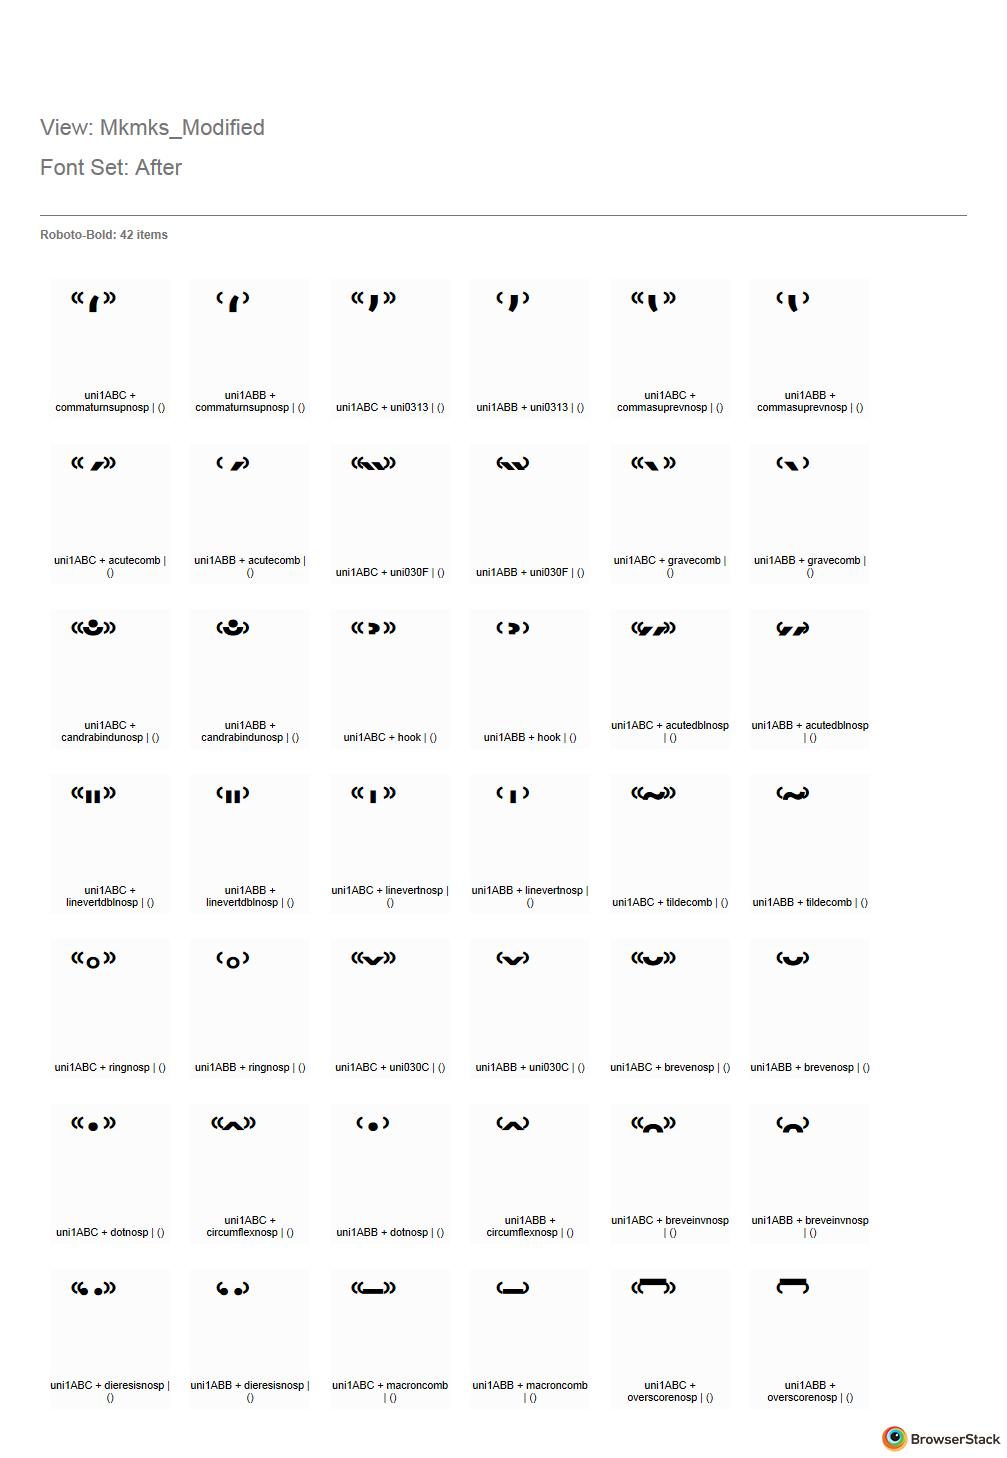 View: Mkmks_Modified
Font Set: After
Roboto-Bold: 42 items
uni1ABC +
commaturnsupnosp | ()
uni1ABB +
commaturnsupnosp | ()
uni1ABC + uni0313 | ()
uni1ABB + uni0313 | ()
uni1ABC +
commasuprevnosp | ()
uni1ABB +
commasuprevnosp | ()
uni1ABC + acutecomb |
()
uni1ABB + acutecomb |
()
uni1ABC + uni030F | ()
uni1ABB + uni030F | ()
uni1ABC + gravecomb |
()
uni1ABB + gravecomb |
()
uni1ABC +
candrabindunosp | ()
uni1ABB +
candrabindunosp | ()
uni1ABC + hook | ()
uni1ABB + hook | ()
uni1ABC + acutedblnosp
| ()
uni1ABB + acutedblnosp
| ()
uni1ABC +
linevertdblnosp | ()
uni1ABB +
linevertdblnosp | ()
uni1ABC + linevertnosp |
()
uni1ABB + linevertnosp |
()
uni1ABC + tildecomb | ()
uni1ABB + tildecomb | ()
uni1ABC + ringnosp | ()
uni1ABB + ringnosp | ()
uni1ABC + uni030C | ()
uni1ABB + uni030C | ()
uni1ABC + brevenosp | ()
uni1ABB + brevenosp | ()
uni1ABC + dotnosp | ()
uni1ABC +
circumflexnosp | ()
uni1ABB + dotnosp | ()
uni1ABB +
circumflexnosp | ()
uni1ABC + breveinvnosp
| ()
uni1ABB + breveinvnosp
| ()
uni1ABC + dieresisnosp |
()
uni1ABB + dieresisnosp |
()
uni1ABC + macroncomb
| ()
uni1ABB + macroncomb
| ()
uni1ABC +
overscorenosp | ()
uni1ABB +
overscorenosp | ()
BrowserStack